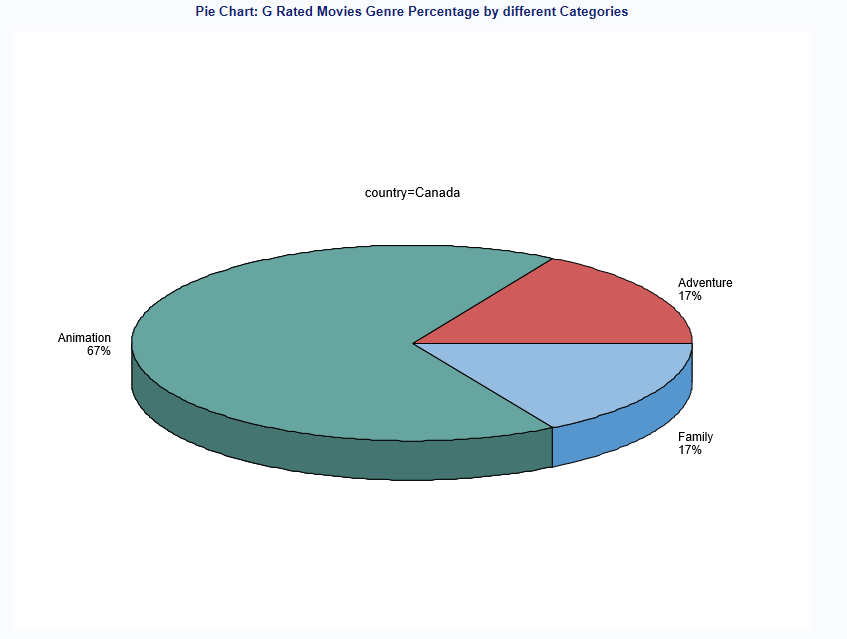 Pie Chart: G Rated Movies Genre Percentage by different Categories
country=Canada
Adventure
17%
Animation
67%
Family
17%